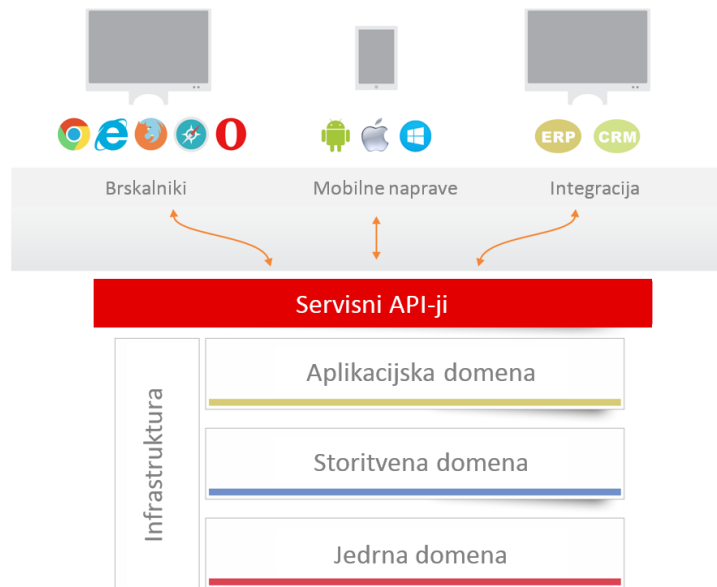 ERP CRM
Brskalniki Mobilne naprave Integracija
Servisni API-ji
Aplikacijska domena
Infrastruktura
Storitvena domena
Jedrna domena